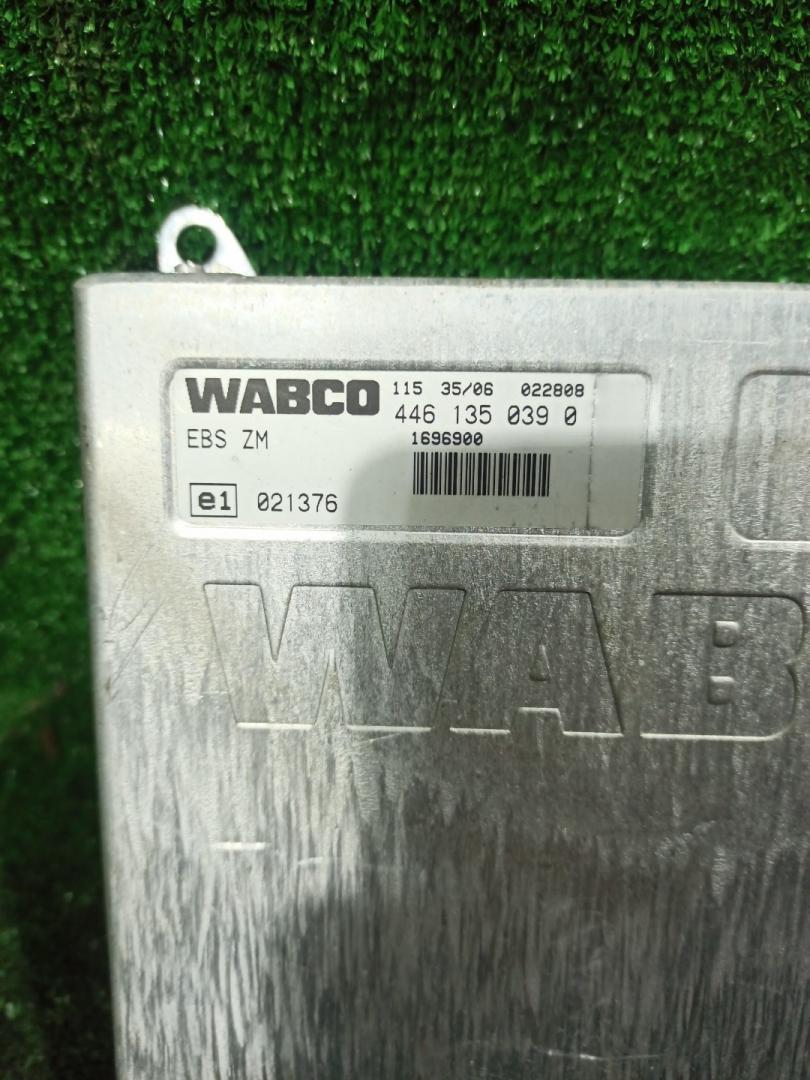 WABCO 115 35/06 022808
446 135 039 0
EBS ZM 1696900
e1 021376
WAB